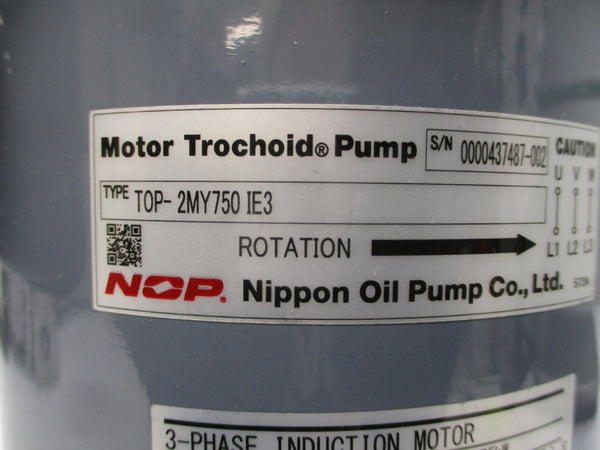 Motor Trochoid® Pump S/N 0000437487-002 CAUTION
U V W
TYPE TOP- 2MY750 IE3
ROTATION L1 L2 L3
NOP. Nippon Oil Pump Co., Ltd.
3-PHASE INDUCTION MOTOR